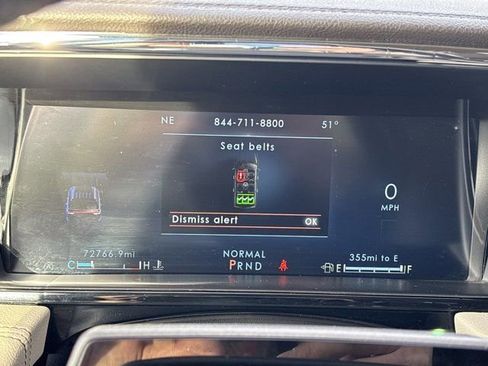 NE 844-711-8800 51°
Seat belts
Dismiss alert OK
0
MPH
72766.9mi NORMAL 355mi to E
C H PRND E F